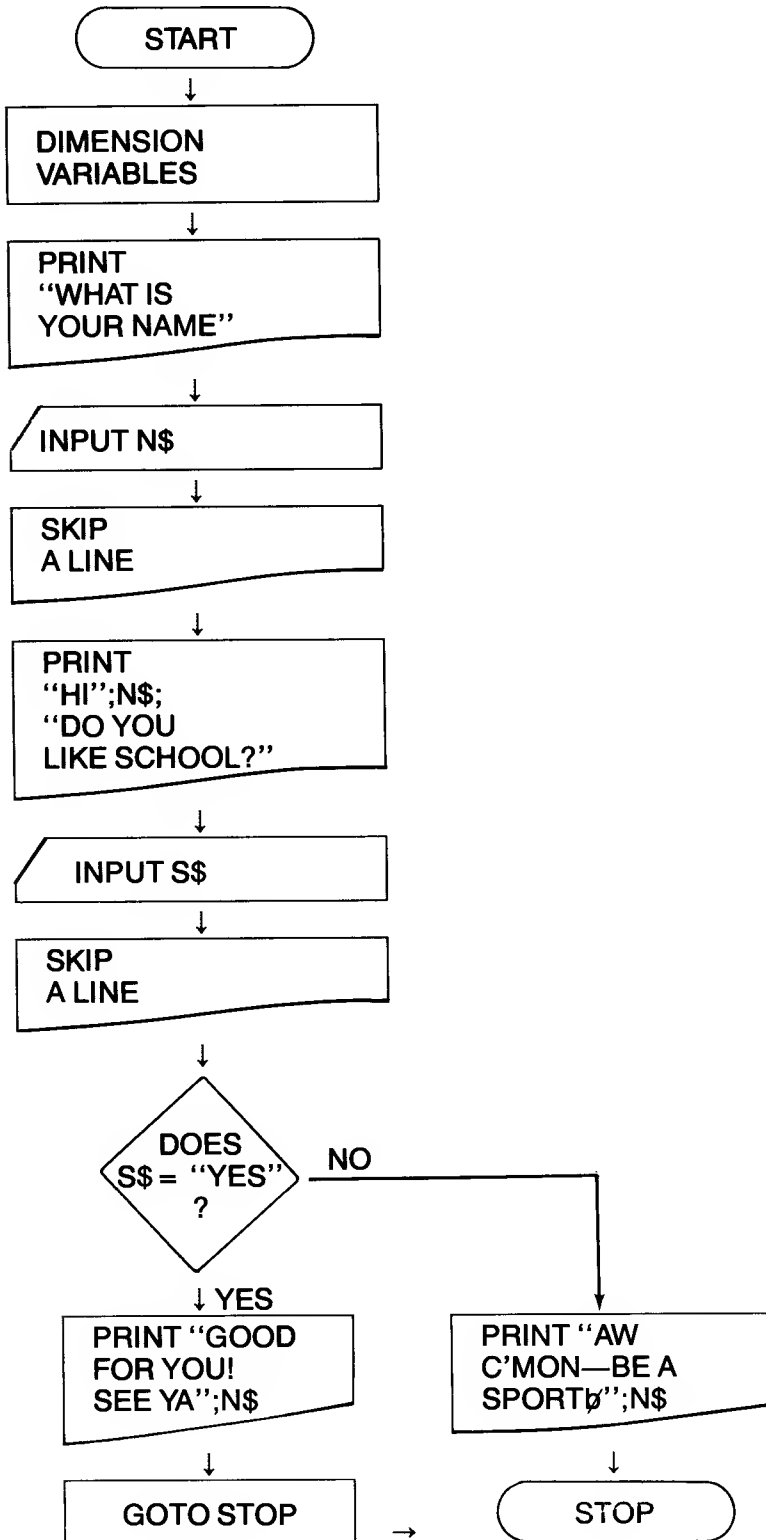 START
DIMENSION
VARIABLES
PRINT
“WHAT IS
YOUR NAME”
INPUT N$
SKIP
A LINE
PRINT
“HI”;N$;
“DO YOU
LIKE SCHOOL?”
INPUT S$
SKIP
A LINE
DOES
S$ = “YES”
?
NO
YES
PRINT “GOOD
FOR YOU!
SEE YA”;N$
PRINT “AW
C’MON—BE A
SPORTb̸”;N$
GOTO STOP
STOP